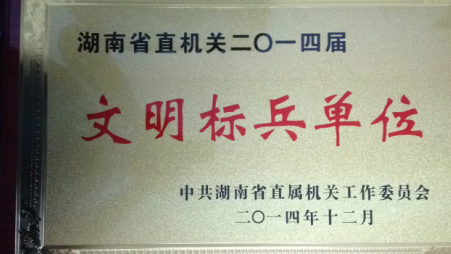 湖南省直机关二〇一四届
文明标兵单位
中共湖南省直属机关工作委员会
二〇一四年十二月